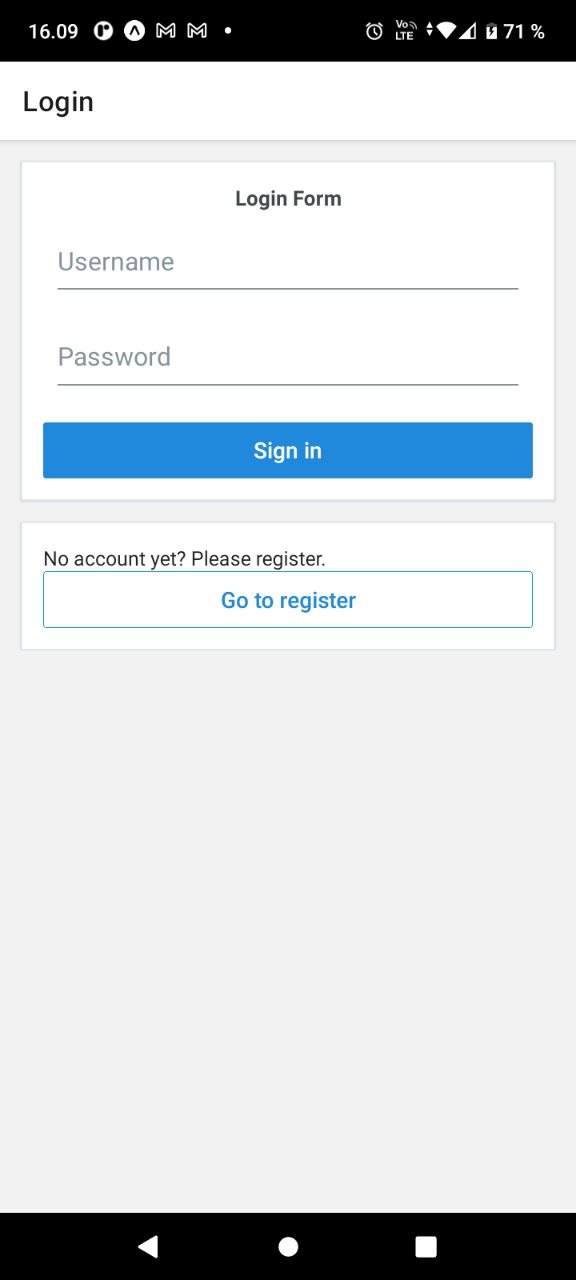 16.09
Vo
LTE
71 %
Login
Login Form
Username
Password
Sign in
No account yet? Please register.
Go to register